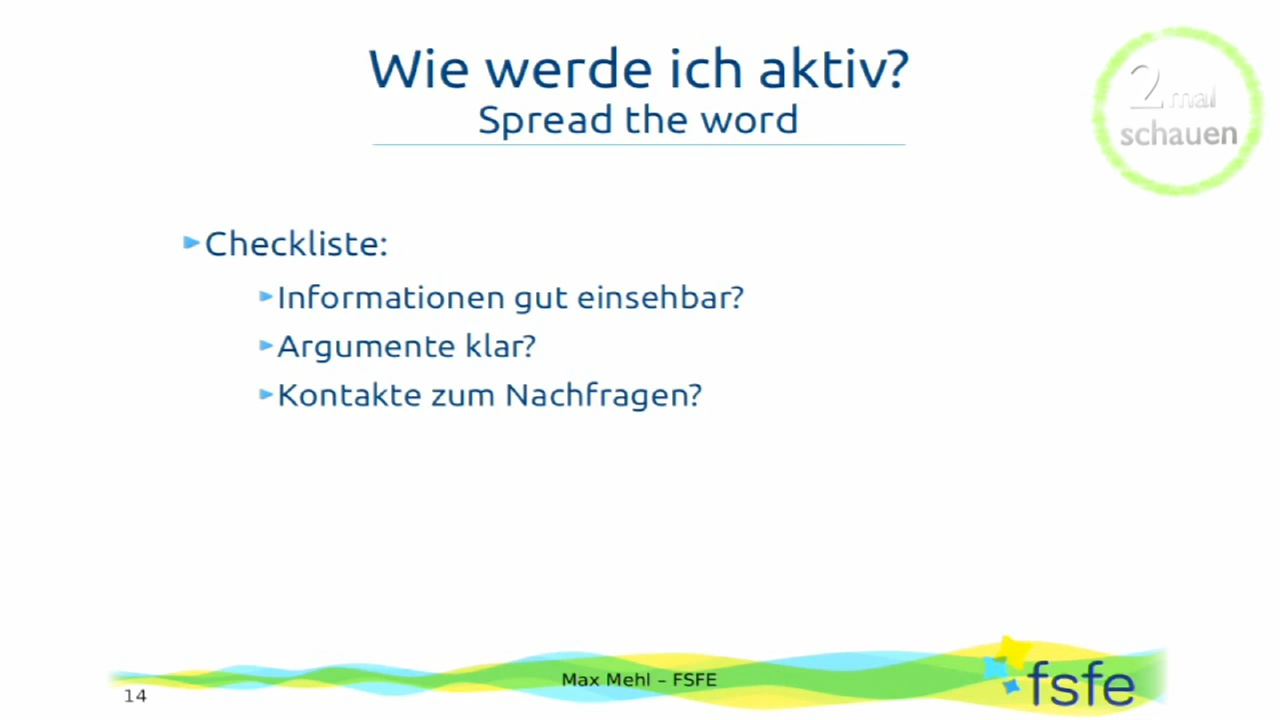 Wie werde ich aktiv?
Spread the word
2 mal
schauen
Checkliste:
Informationen gut einsehbar?
Argumente klar?
Kontakte zum Nachfragen?
Max Mehl – FSFE
14
fsfe